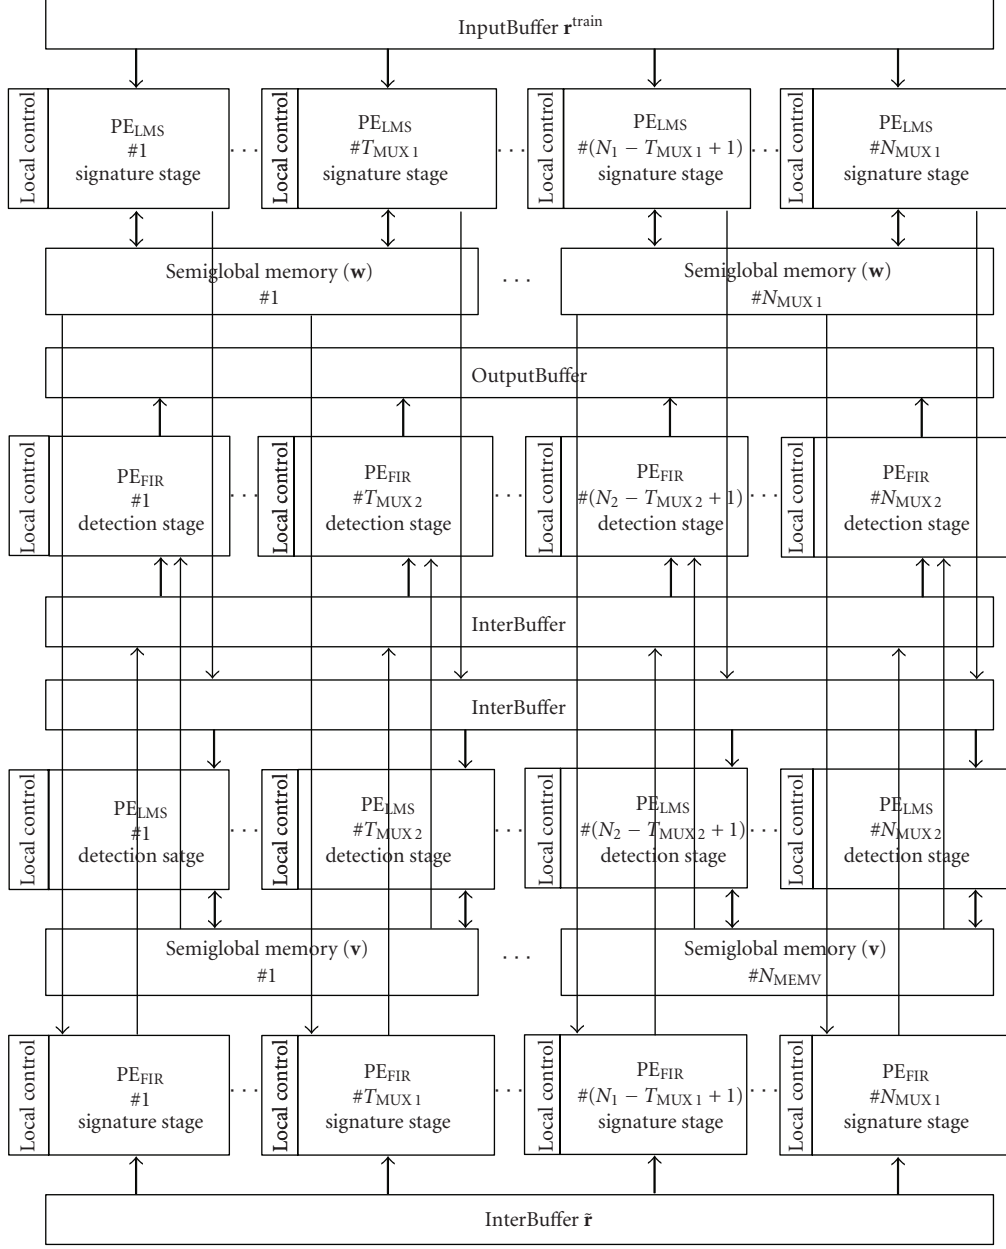 InputBuffer r^train
Local control
PE_LMS
#1
signature stage
· · ·
Local control
PE_LMS
#T_MUX 1
signature stage
· · ·
Local control
PE_LMS
#(N_1 − T_MUX 1 + 1)
signature stage
· · ·
Local control
PE_LMS
#N_MUX 1
signature stage
Semiglobal memory (w)
#1
· · ·
Semiglobal memory (w)
#N_MUX 1
OutputBuffer
Local control
PE_FIR
#1
detection stage
· · ·
Local control
PE_FIR
#T_MUX 2
detection stage
· · ·
Local control
PE_FIR
#(N_2 − T_MUX 2 + 1)
detection stage
· · ·
Local control
PE_FIR
#N_MUX 2
detection stage
InterBuffer
InterBuffer
Local control
PE_LMS
#1
detection satge
· · ·
Local control
PE_LMS
#T_MUX 2
detection stage
· · ·
Local control
PE_LMS
#(N_2 − T_MUX 2 + 1)
detection stage
· · ·
Local control
PE_LMS
#N_MUX 2
detection stage
Semiglobal memory (v)
#1
· · ·
Semiglobal memory (v)
#N_MEMV
Local control
PE_FIR
#1
signature stage
· · ·
Local control
PE_FIR
#T_MUX 1
signature stage
· · ·
Local control
PE_FIR
#(N_1 − T_MUX 1 + 1)
signature stage
· · ·
Local control
PE_FIR
#N_MUX 1
signature stage
InterBuffer r̃